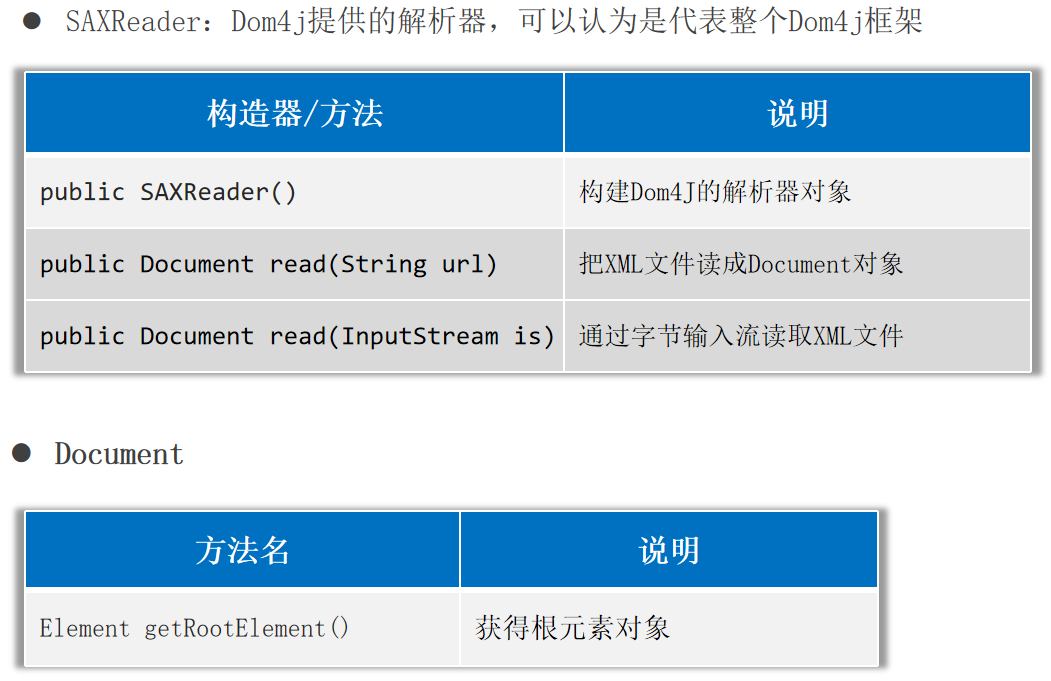 ● SAXReader：Dom4j提供的解析器，可以认为是代表整个Dom4j框架
构造器/方法 说明
public SAXReader() 构建Dom4J的解析器对象
public Document read(String url) 把XML文件读成Document对象
public Document read(InputStream is) 通过字节输入流读取XML文件
● Document
方法名 说明
Element getRootElement() 获得根元素对象